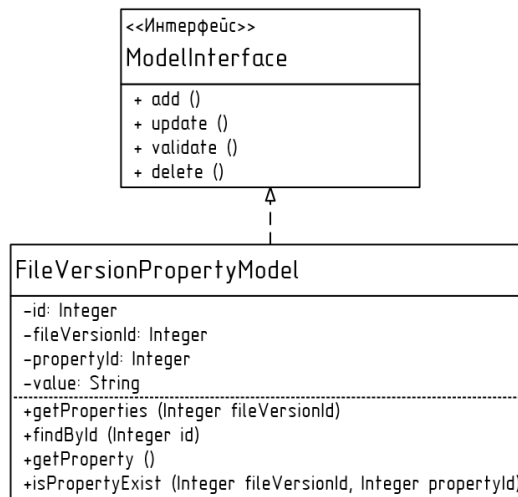 <<Интерфейс>>
ModelInterface
+ add ()
+ update ()
+ validate ()
+ delete ()
FileVersionPropertyModel
-id: Integer
-fileVersionId: Integer
-propertyId: Integer
-value: String
+getProperties (Integer fileVersionId)
+findById (Integer id)
+getProperty ()
+isPropertyExist (Integer fileVersionId, Integer propertyId)